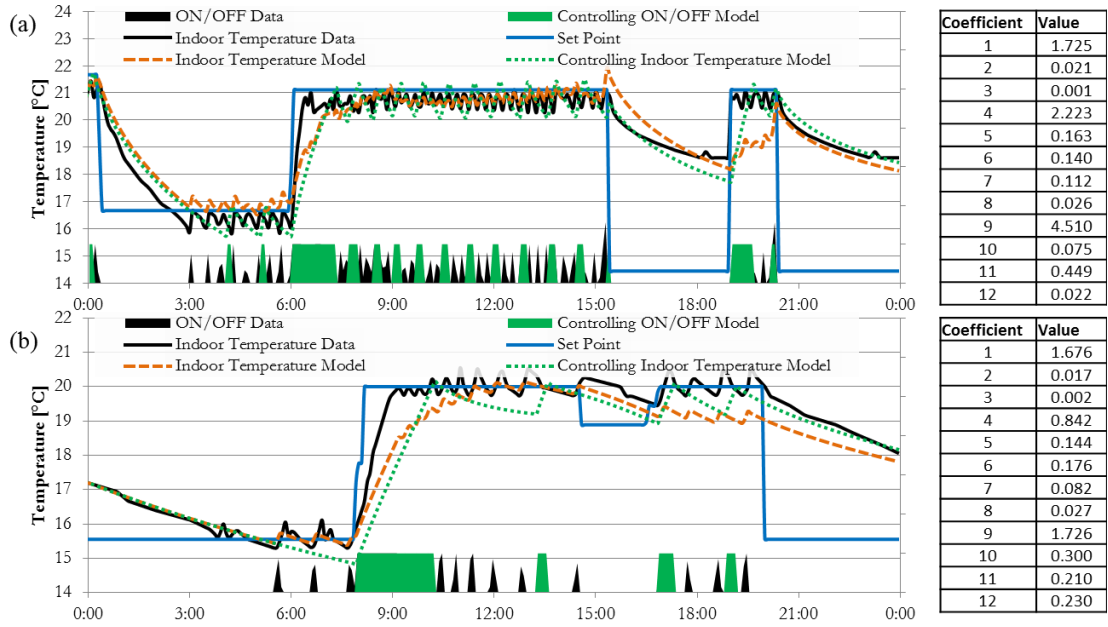 (a)
ON/OFF Data
Controlling ON/OFF Model
Indoor Temperature Data
Set Point
Indoor Temperature Model
Controlling Indoor Temperature Model
Temperature [°C]
24
23
22
21
20
19
18
17
16
15
14
0:00 3:00 6:00 9:00 12:00 15:00 18:00 21:00 0:00
Coefficient Value
1 1.725
2 0.021
3 0.001
4 2.223
5 0.163
6 0.140
7 0.112
8 0.026
9 4.510
10 0.075
11 0.449
12 0.022
(b)
ON/OFF Data
Controlling ON/OFF Model
Indoor Temperature Data
Set Point
Indoor Temperature Model
Controlling Indoor Temperature Model
Temperature [°C]
22
21
20
19
18
17
16
15
14
0:00 3:00 6:00 9:00 12:00 15:00 18:00 21:00 0:00
Coefficient Value
1 1.676
2 0.017
3 0.002
4 0.842
5 0.144
6 0.176
7 0.082
8 0.027
9 1.726
10 0.300
11 0.210
12 0.230